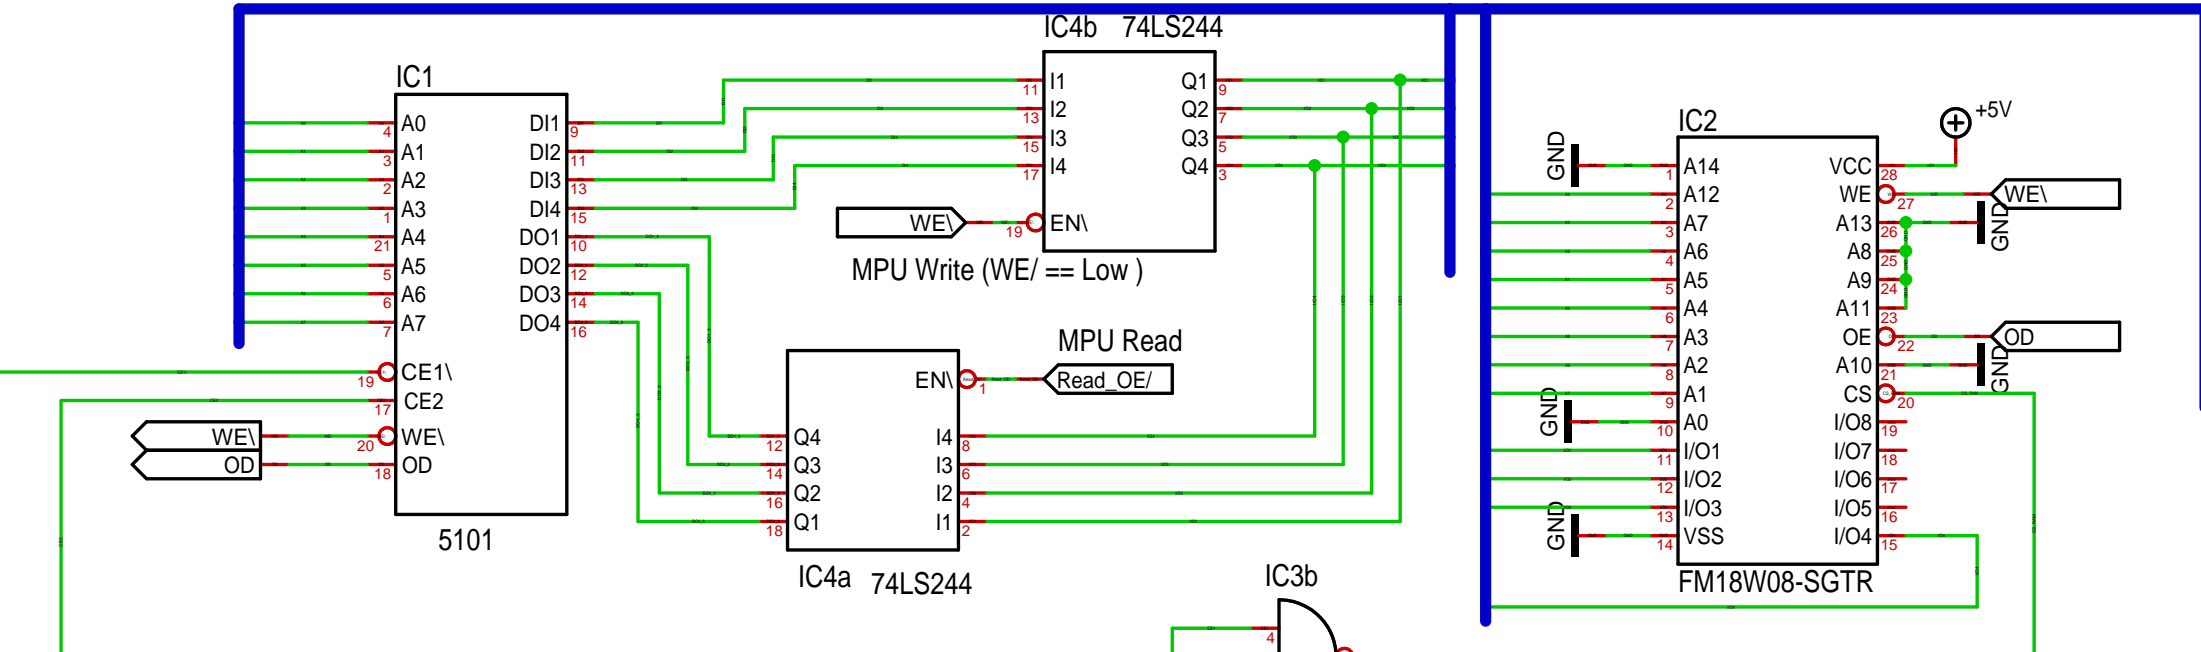 IC4b 74LS244
I1 11
I2 13
I3 15
I4 17
Q1 9
Q2 7
Q3 5
Q4 3
WE\ 19 EN\
MPU Write (WE/ == Low )
IC1
4 A0
3 A1
2 A2
1 A3
21 A4
5 A5
6 A6
7 A7
19 CE1\
17 CE2
WE\ 20 WE\
OD 18 OD
DI1 9
DI2 11
DI3 13
DI4 15
DO1 10
DO2 12
DO3 14
DO4 16
5101
MPU Read
EN\ 1 Read_OE/
12 Q4
14 Q3
16 Q2
18 Q1
I4 8
I3 6
I2 4
I1 2
IC4a 74LS244
IC3b
4
IC2
+5V
GND 1 A14
2 A12
3 A7
4 A6
5 A5
6 A4
7 A3
8 A2
9 A1
GND 10 A0
11 I/O1
12 I/O2
13 I/O3
GND 14 VSS
VCC 28
WE 27 WE\
A13 26 GND
A8 25
A9 24
A11 23
OE 22 OD
A10 21 GND
CS 20
I/O8 19
I/O7 18
I/O6 17
I/O5 16
I/O4 15
FM18W08-SGTR